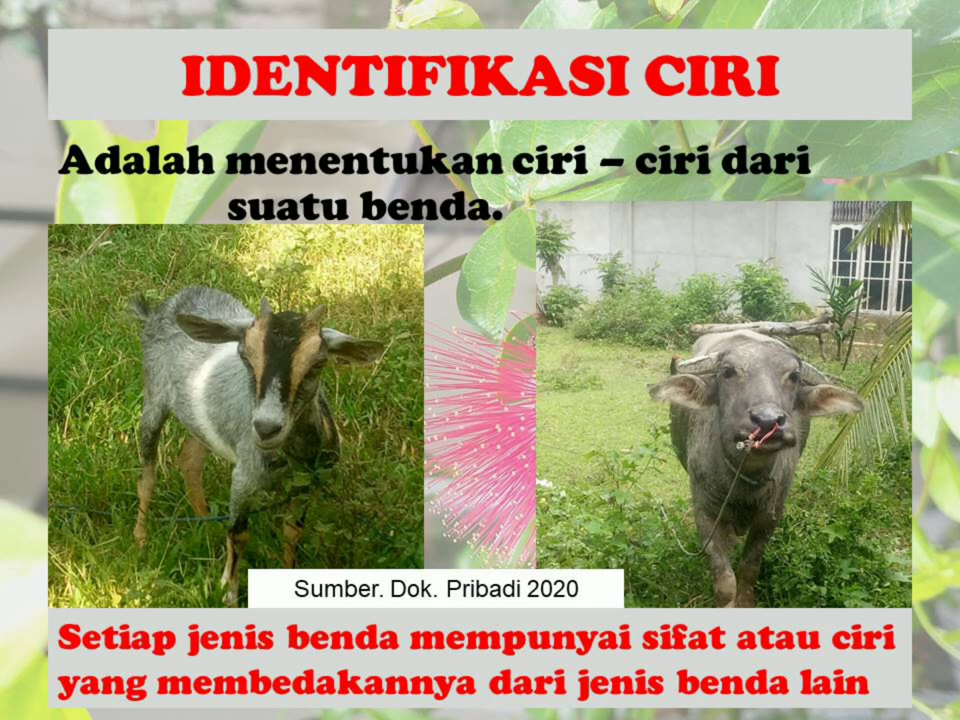 IDENTIFIKASI CIRI
Adalah menentukan ciri – ciri dari
suatu benda.
Sumber. Dok. Pribadi 2020
Setiap jenis benda mempunyai sifat atau ciri
yang membedakannya dari jenis benda lain